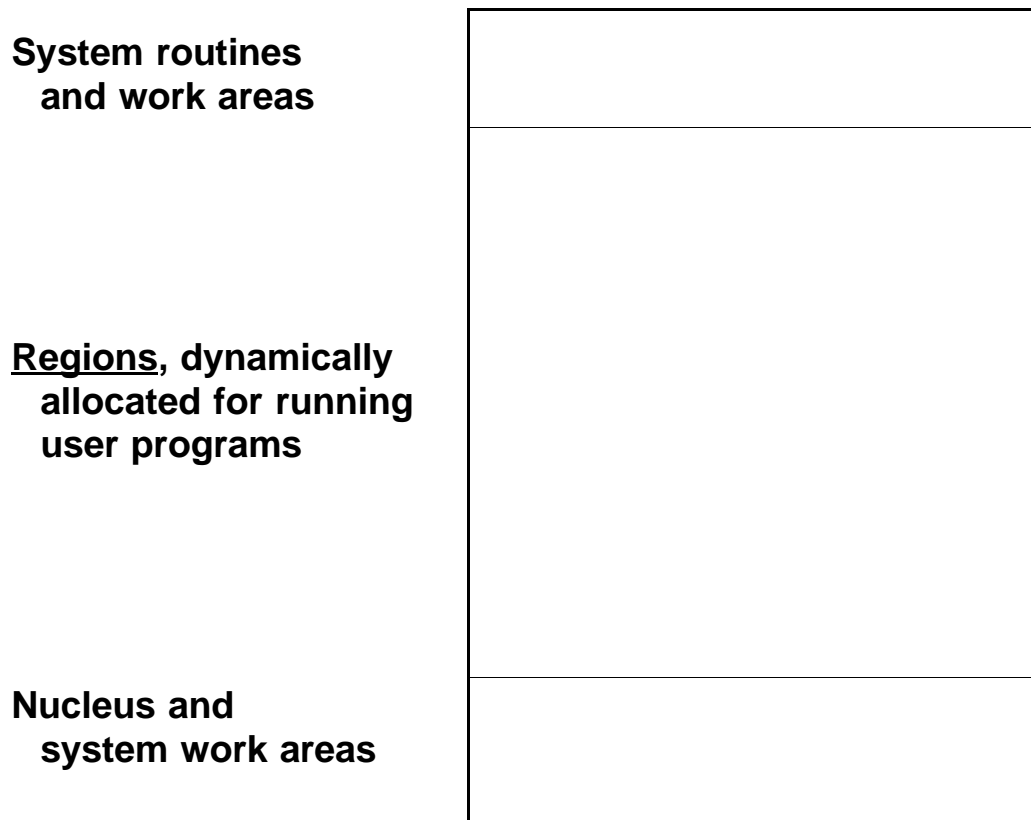 System routines
and work areas
Regions, dynamically
allocated for running
user programs
Nucleus and
system work areas